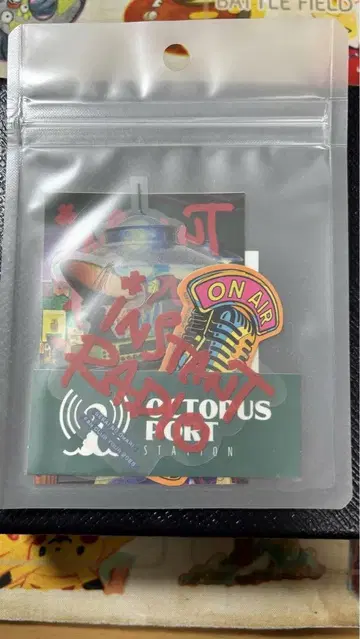 BATTLE FIELD
ON AIR
INSTANT
RADIO
OCTOPUS
PORT
STATION